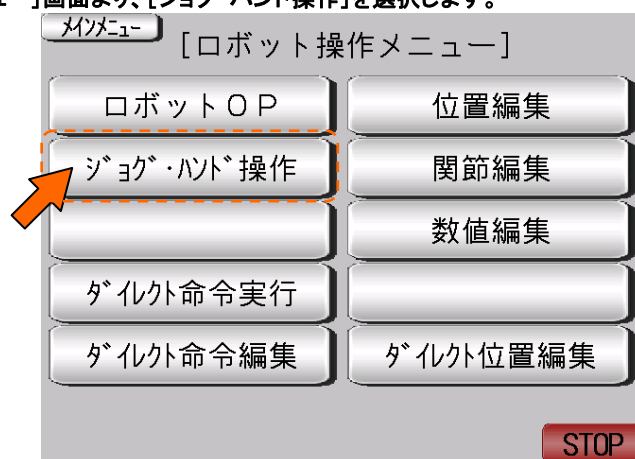 ]画面より、[ジョグ・ハンド操作]を選択します。
ﾒｲﾝﾒﾆｭｰ
[ロボット操作メニュー]
ロボットＯＰ
位置編集
ｼﾞｮｸﾞ･ﾊﾝﾄﾞ操作
関節編集
数値編集
ﾀﾞｲﾚｸﾄ命令実行
ﾀﾞｲﾚｸﾄ命令編集
ﾀﾞｲﾚｸﾄ位置編集
STOP